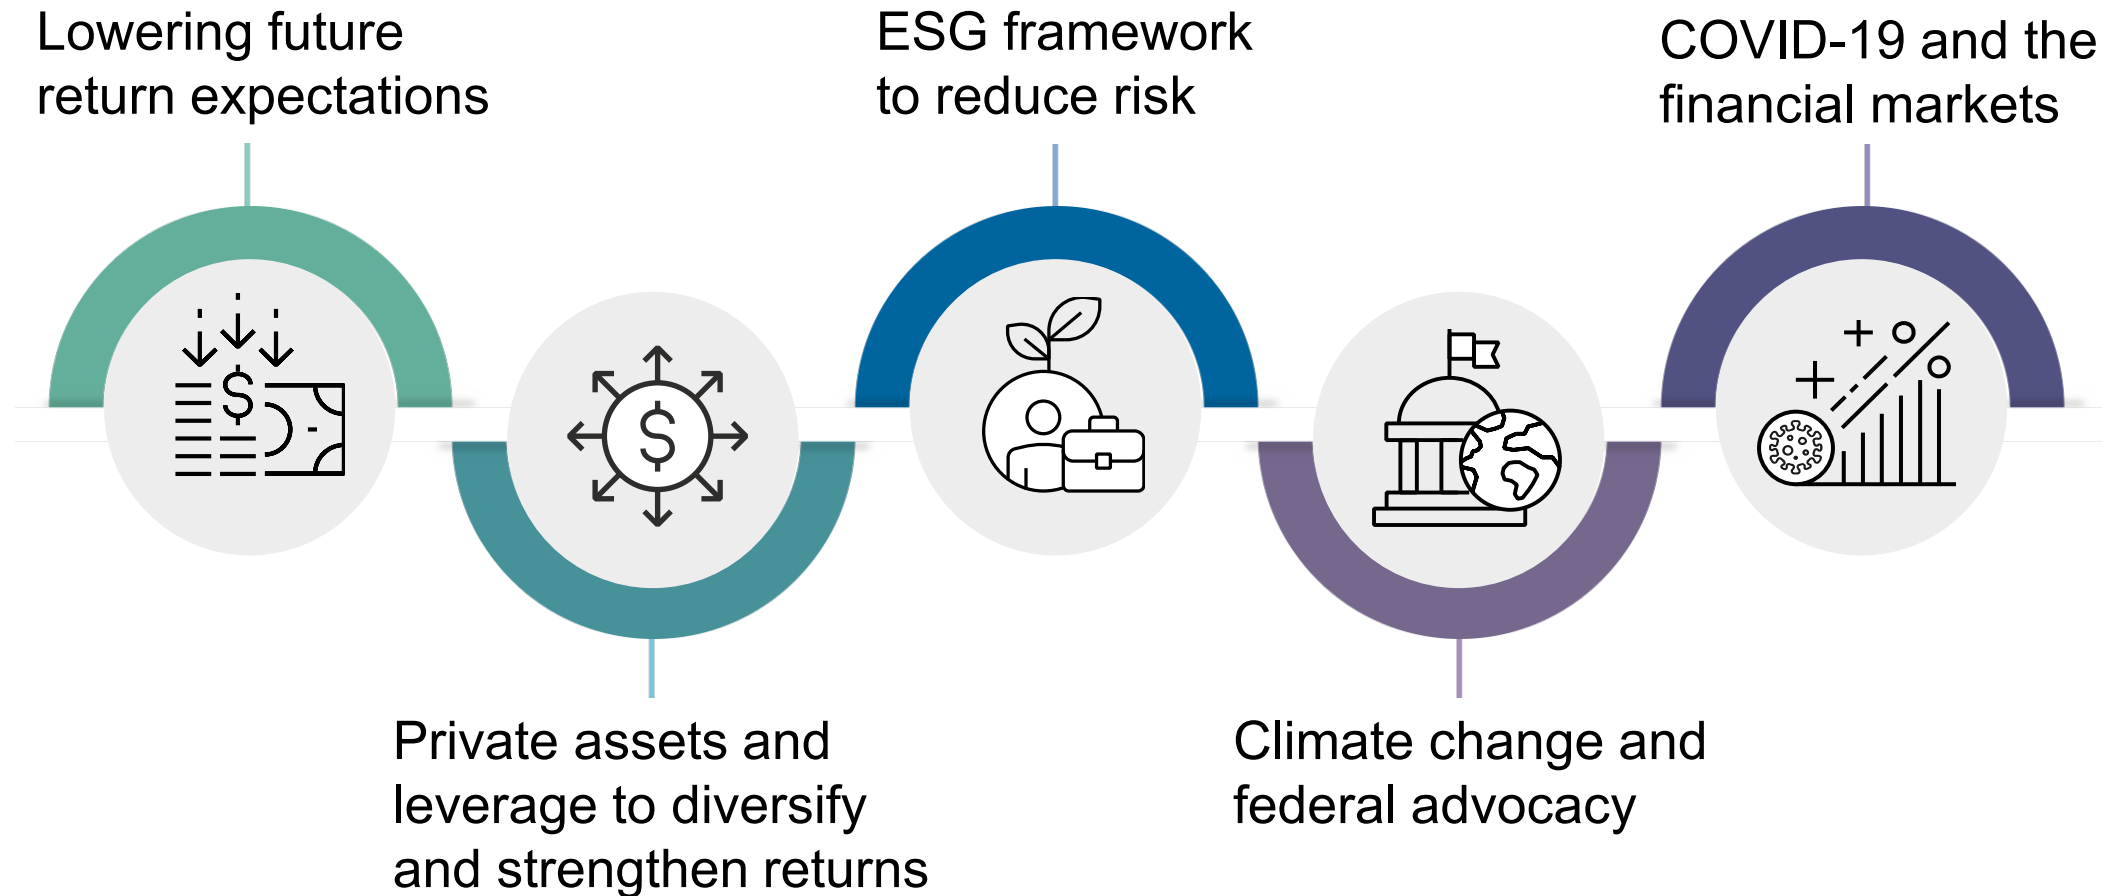 Lowering future
return expectations
Private assets and
leverage to diversify
and strengthen returns
ESG framework
to reduce risk
Climate change and
federal advocacy
COVID-19 and the
financial markets
$
$